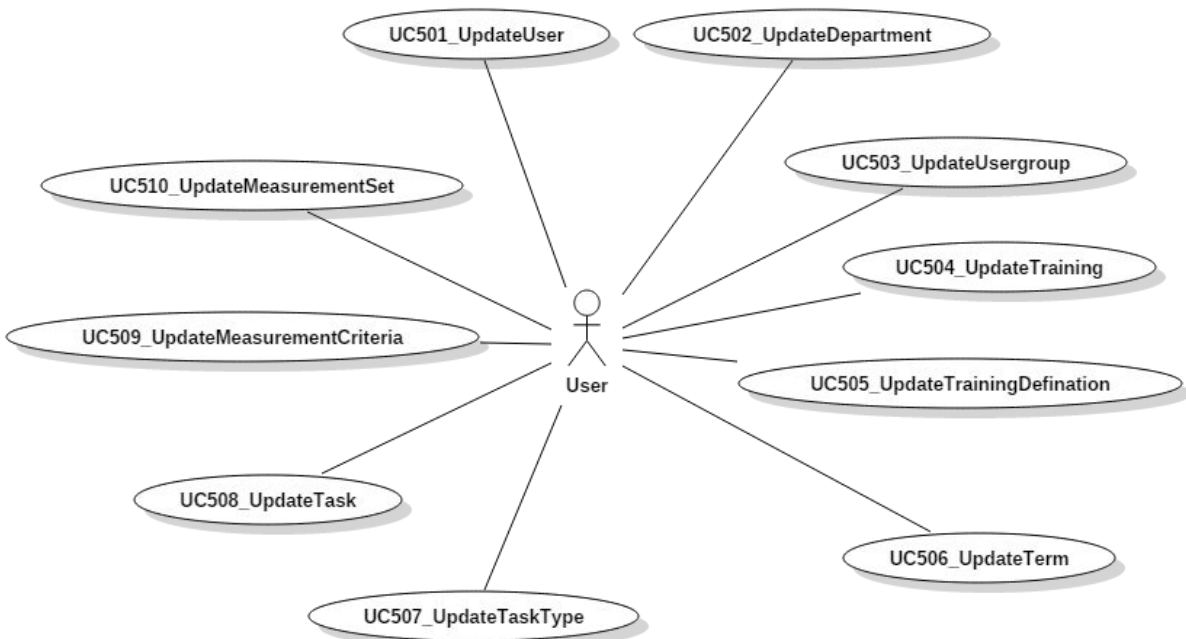 UC501_UpdateUser
UC502_UpdateDepartment
UC503_UpdateUsergroup
UC510_UpdateMeasurementSet
UC504_UpdateTraining
UC509_UpdateMeasurementCriteria
User
UC505_UpdateTrainingDefination
UC508_UpdateTask
UC506_UpdateTerm
UC507_UpdateTaskType